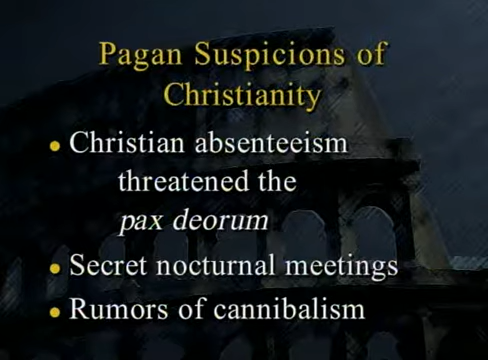 Pagan Suspicions of
Christianity
• Christian absenteeism
threatened the
pax deorum
• Secret nocturnal meetings
• Rumors of cannibalism